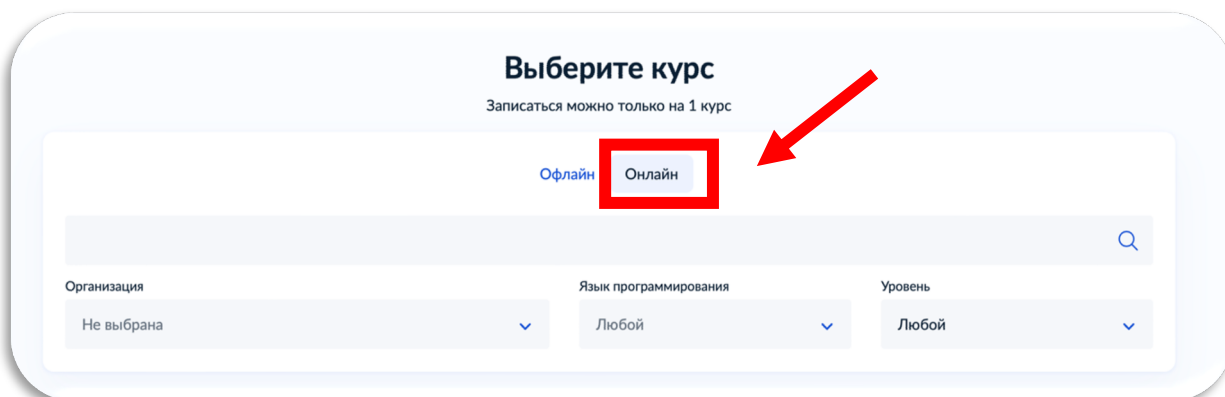 Выберите курс
Записаться можно только на 1 курс
Офлайн Онлайн
Организация Язык программирования Уровень
Не выбрана Любой Любой